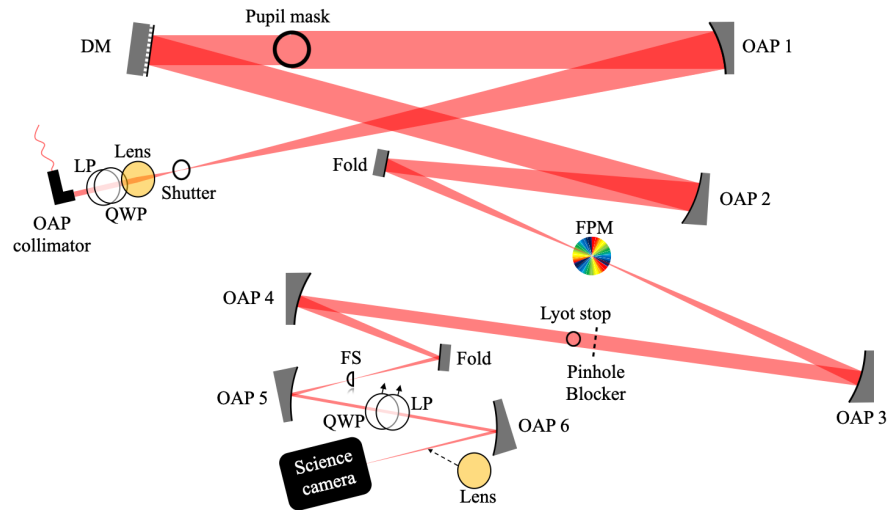 Pupil mask
DM
OAP 1
Lens
LP
Fold
Shutter
QWP
OAP 2
OAP
collimator
FPM
OAP 4
Lyot stop
FS
Fold
Pinhole
Blocker
OAP 5
LP
QWP
OAP 3
OAP 6
Science
camera
Lens